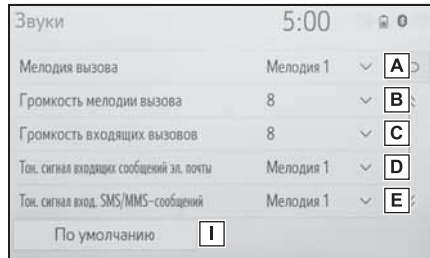 Звуки 5:00
Мелодия вызова Мелодия 1 A
Громкость мелодии вызова 8 B
Громкость входящих вызовов 8 C
Тон. сигнал входящих сообщений эл. почты Мелодия 1 D
Тон. сигнал вход. SMS/MMS-сообщений Мелодия 1 E
По умолчанию I